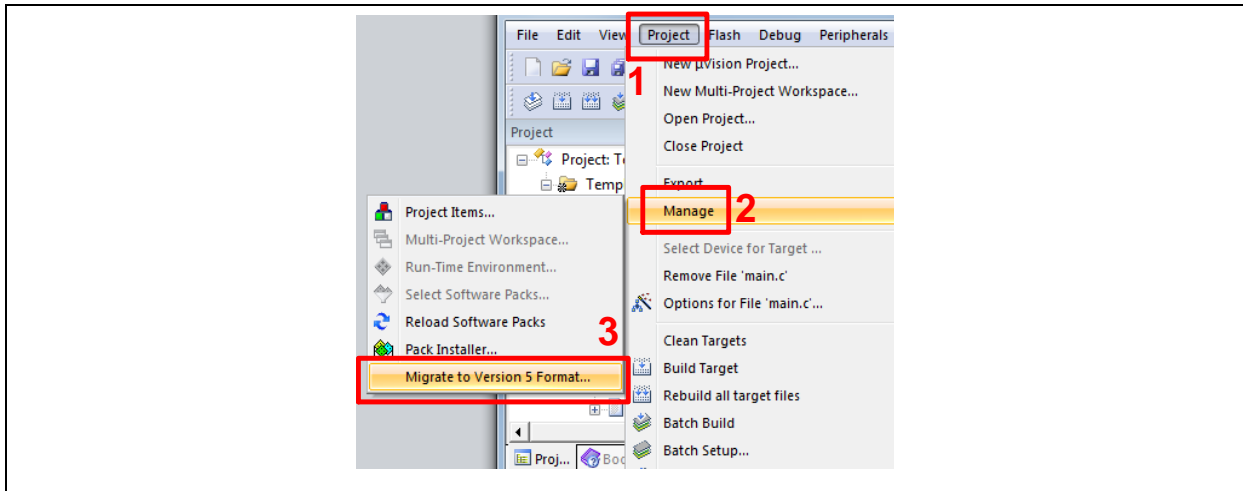 File Edit View Project Flash Debug Peripherals
1
New µVision Project...
New Multi-Project Workspace...
Open Project...
Close Project
Export
Manage 2
Select Device for Target ...
Remove File 'main.c'
Options for File 'main.c'...
Clean Targets
Build Target
Rebuild all target files
Batch Build
Batch Setup...
Project
Project:
Project Items...
Multi-Project Workspace...
Run-Time Environment...
Select Software Packs...
Reload Software Packs
3
Pack Installer...
Migrate to Version 5 Format...
Proj...